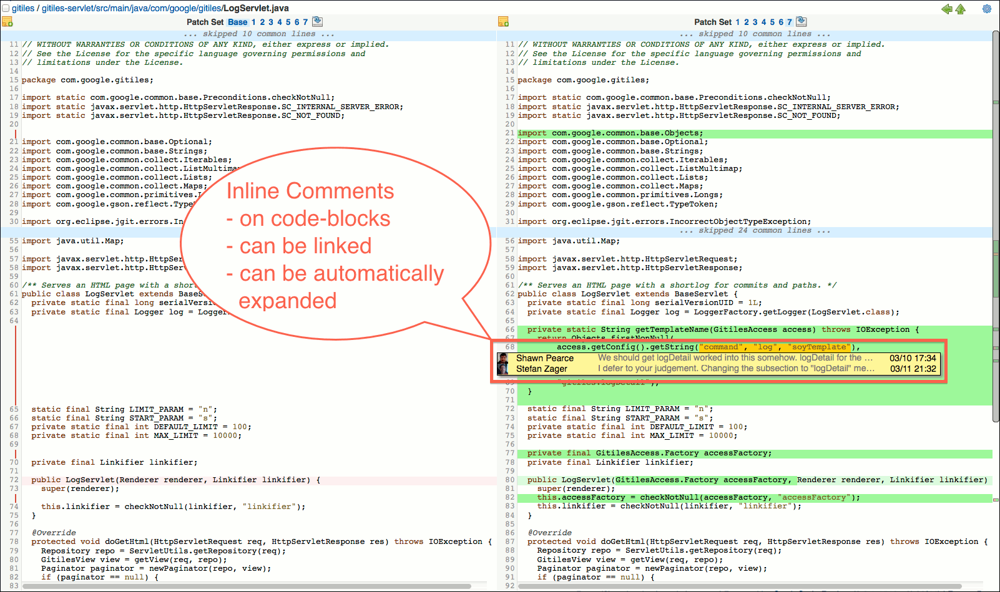 gitiles / gitiles-servlet/src/main/java/com/google/gitiles/LogServlet.java
Patch Set Base 1 2 3 4 5 6 7
... skipped 10 common lines ...
11 // WITHOUT WARRANTIES OR CONDITIONS OF ANY KIND, either express or implied.
12 // See the License for the specific language governing permissions and
13 // limitations under the License.
14
15 package com.google.gitiles;
16
17 import static com.google.common.base.Preconditions.checkNotNull;
18 import static javax.servlet.http.HttpServletResponse.SC_INTERNAL_SERVER_ERROR;
19 import static javax.servlet.http.HttpServletResponse.SC_NOT_FOUND;
20
21 import com.google.common.base.Optional;
22 import com.google.common.base.Strings;
23 import com.google.common.collect.Iterables;
24 import com.google.common.collect.ListMultimap
25 import com.google.common.collect.Lists;
26 import com.google.common.collect.Maps;
27 import com.google.common.primitives.
28 import com.google.gson.reflect.Type
29
30 import org.eclipse.jgit.errors.In
55 import java.util.Map;
56
57 import javax.servlet.http.HttpSer
58 import javax.servlet.http.HttpSer
59
60 /** Serves an HTML page with a short
61 public class LogServlet extends BaseS
62 private static final long serialVersi
63 private static final Logger log = Logger
64
65 static final String LIMIT_PARAM = "n";
66 static final String START_PARAM = "s";
67 private static final int DEFAULT_LIMIT = 100;
68 private static final int MAX_LIMIT = 10000;
69
70 private final Linkifier linkifier;
71
72 public LogServlet(Renderer renderer, Linkifier linkifier) {
73 super(renderer);
74 this.linkifier = checkNotNull(linkifier, "linkifier");
75 }
76
77 @Override
78 protected void doGetHtml(HttpServletRequest req, HttpServletResponse res) throws IOException {
79 Repository repo = ServletUtils.getRepository(req);
80 GitilesView view = getView(req, repo);
81 Paginator paginator = newPaginator(repo, view);
82 if (paginator == null) {
83
Inline Comments
- on code-blocks
- can be linked
- can be automatically
expanded
Patch Set 1 2 3 4 5 6 7
... skipped 10 common lines ...
11 // WITHOUT WARRANTIES OR CONDITIONS OF ANY KIND, either express or implied.
12 // See the License for the specific language governing permissions and
13 // limitations under the License.
14
15 package com.google.gitiles;
16
17 import static com.google.common.base.Preconditions.checkNotNull;
18 import static javax.servlet.http.HttpServletResponse.SC_INTERNAL_SERVER_ERROR;
19 import static javax.servlet.http.HttpServletResponse.SC_NOT_FOUND;
20
21 import com.google.common.base.Objects;
22 import com.google.common.base.Optional;
23 import com.google.common.base.Strings;
24 import com.google.common.collect.Iterables;
25 import com.google.common.collect.ListMultimap;
26 import com.google.common.collect.Lists;
27 import com.google.common.collect.Maps;
28 import com.google.common.primitives.Longs;
29 import com.google.gson.reflect.TypeToken;
30
31 import org.eclipse.jgit.errors.IncorrectObjectTypeException;
... skipped 24 common lines ...
56 import java.util.Map;
57
58 import javax.servlet.http.HttpServletRequest;
59 import javax.servlet.http.HttpServletResponse;
60
61 /** Serves an HTML page with a shortlog for commits and paths. */
62 public class LogServlet extends BaseServlet {
63 private static final long serialVersionUID = 1L;
64 private static final Logger log = LoggerFactory.getLogger(LogServlet.class);
65
66 private static String getTemplateName(GitilesAccess access) throws IOException {
67 return Objects.firstNonNull(
68 access.getConfig().getString("command", "log", "soyTemplate"),
Shawn Pearce We should get logDetail worked into this somehow. logDetail for the ... 03/10 17:34
Stefan Zager I defer to your judgement. Changing the subsection to "logDetail" me... 03/11 21:32
69 "gitiles.logDetail");
70 }
71
72 static final String LIMIT_PARAM = "n";
73 static final String START_PARAM = "s";
74 private static final int DEFAULT_LIMIT = 100;
75 private static final int MAX_LIMIT = 10000;
76
77 private final GitilesAccess.Factory accessFactory;
78 private final Linkifier linkifier;
79
80 public LogServlet(GitilesAccess.Factory accessFactory, Renderer renderer, Linkifier linkifier)
81 super(renderer);
82 this.accessFactory = checkNotNull(accessFactory, "accessFactory");
83 this.linkifier = checkNotNull(linkifier, "linkifier");
84 }
85
86 @Override
87 protected void doGetHtml(HttpServletRequest req, HttpServletResponse res) throws IOException {
88 Repository repo = ServletUtils.getRepository(req);
89 GitilesView view = getView(req, repo);
90 Paginator paginator = newPaginator(repo, view);
91 if (paginator == null) {
92